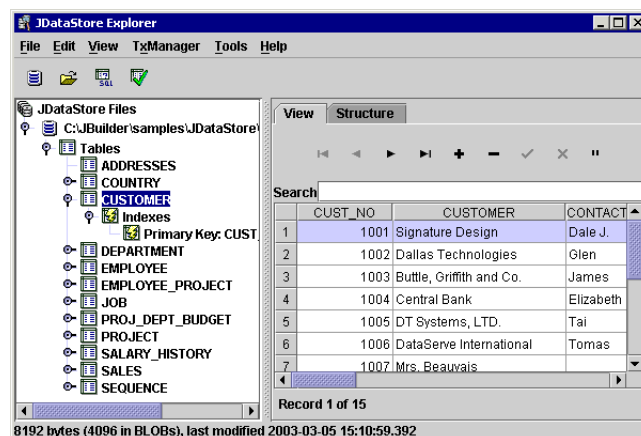 JDataStore Explorer
File Edit View TxManager Tools Help
SQL
JDataStore Files
C:\JBuilder\samples\JDataStore\
Tables
ADDRESSES
COUNTRY
CUSTOMER
Indexes
Primary Key: CUST_
DEPARTMENT
EMPLOYEE
EMPLOYEE_PROJECT
JOB
PROJ_DEPT_BUDGET
PROJECT
SALARY_HISTORY
SALES
SEQUENCE
View Structure
Search
CUST_NO CUSTOMER CONTACT
1 1001 Signature Design Dale J.
2 1002 Dallas Technologies Glen
3 1003 Buttle, Griffith and Co. James
4 1004 Central Bank Elizabeth
5 1005 DT Systems, LTD. Tai
6 1006 DataServe International Tomas
7 1007 Mrs. Beauvais
Record 1 of 15
8192 bytes (4096 in BLOBs), last modified 2003-03-05 15:10:59.392